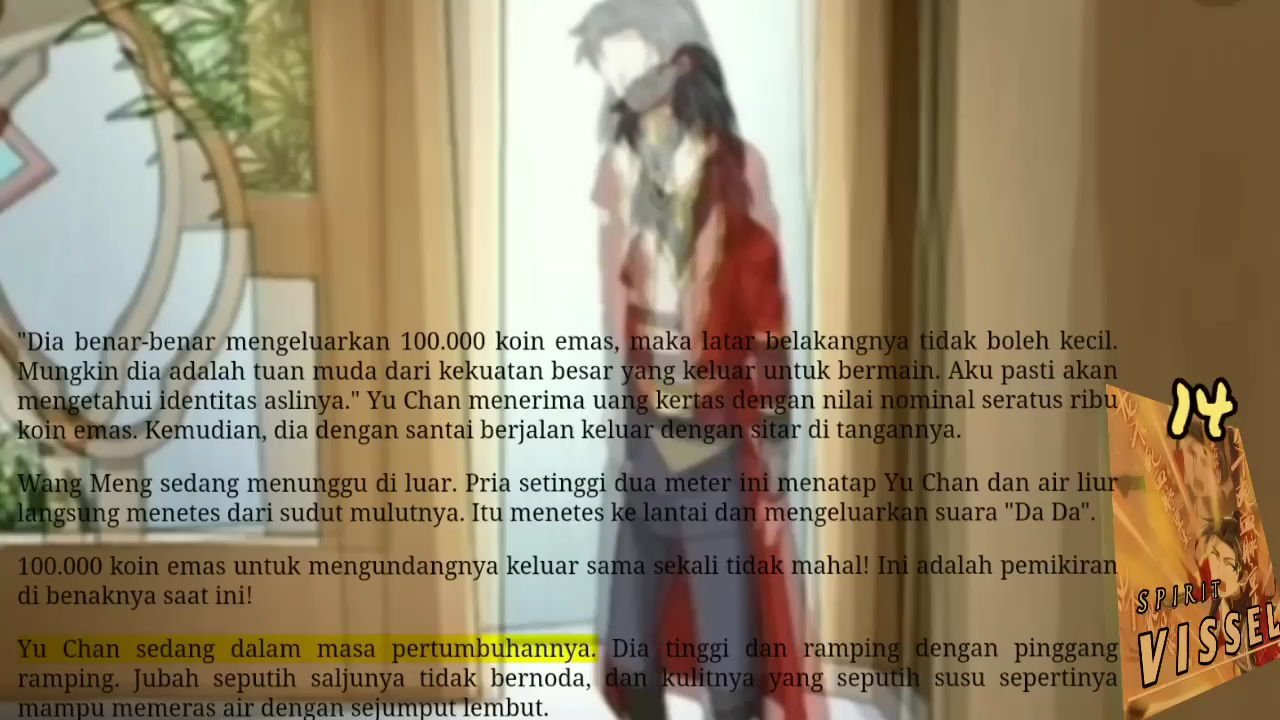 "Dia benar-benar mengeluarkan 100.000 koin emas, maka latar belakangnya tidak boleh kecil.
Mungkin dia adalah tuan muda dari kekuatan besar yang keluar untuk bermain. Aku pasti akan
mengetahui identitas aslinya." Yu Chan menerima uang kertas dengan nilai nominal seratus ribu
koin emas. Kemudian, dia dengan santai berjalan keluar dengan sitar di tangannya.
Wang Meng sedang menunggu di luar. Pria setinggi dua meter ini menatap Yu Chan dan air liur
langsung menetes dari sudut mulutnya. Itu menetes ke lantai dan mengeluarkan suara "Da Da".
100.000 koin emas untuk mengundangnya keluar sama sekali tidak mahal! Ini adalah pemikiran
di benaknya saat ini!
Yu Chan sedang dalam masa pertumbuhannya. Dia tinggi dan ramping dengan pinggang
ramping. Jubah seputih saljunya tidak bernoda, dan kulitnya yang seputih susu sepertinya
mampu memeras air dengan sejumput lembut.
14
SPIRIT
VISSEL